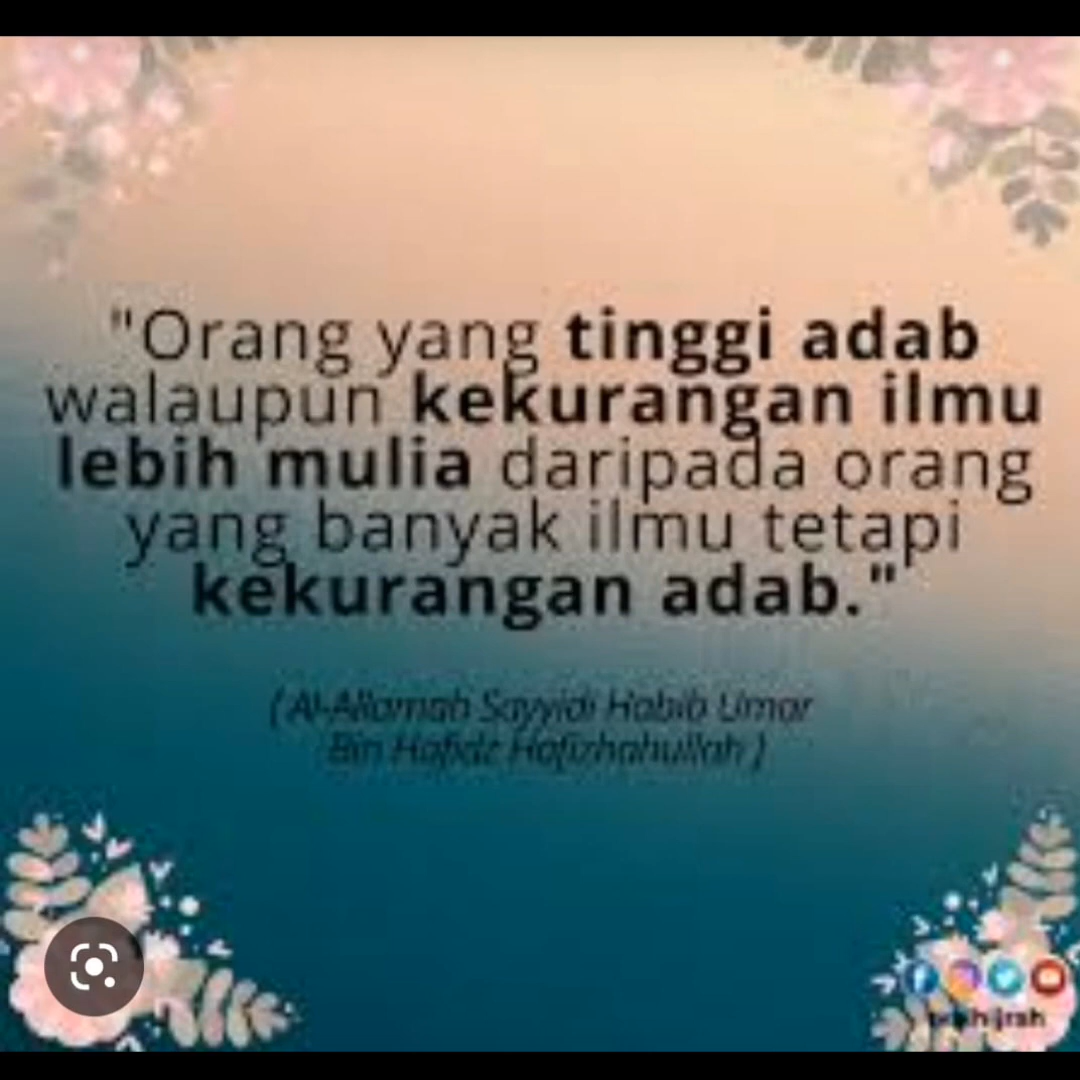 "Orang yang tinggi adab
walaupun kekurangan ilmu
lebih mulia daripada orang
yang banyak ilmu tetapi
kekurangan adab."
( Al-Allamah Sayyidi Habib Umar
Bin Hafidz Hafizhahullah )